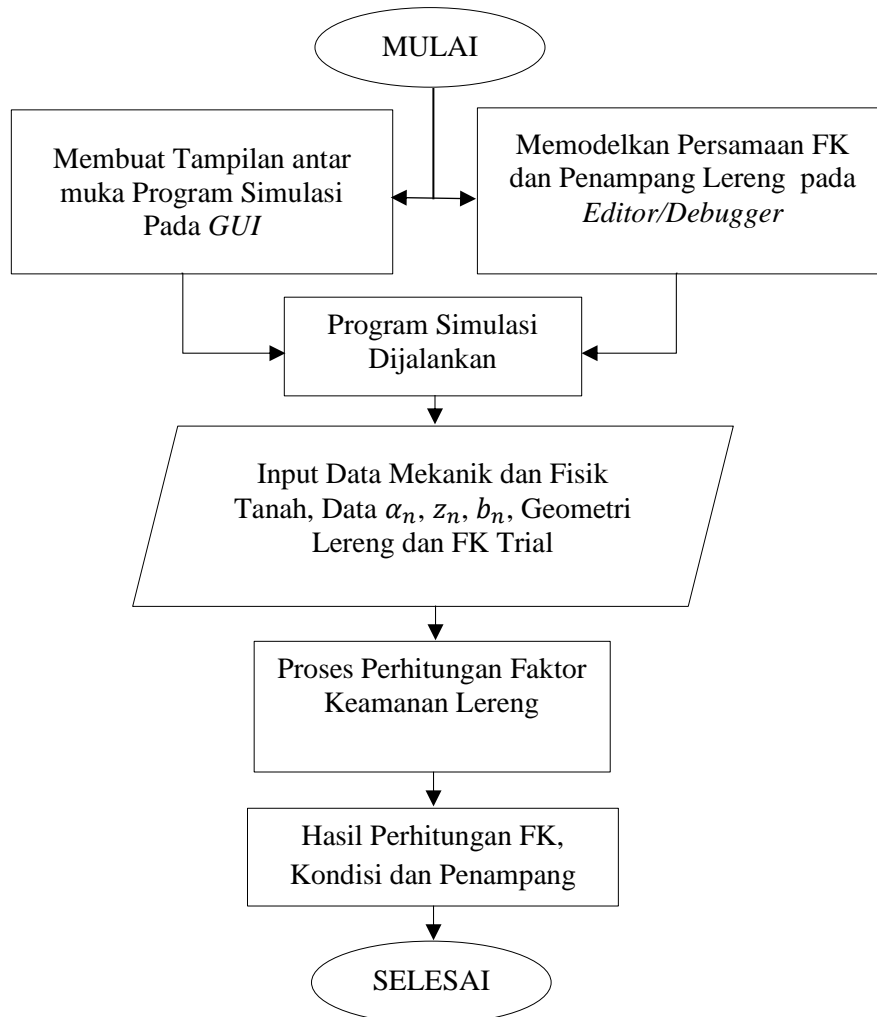 MULAI
Membuat Tampilan antar
muka Program Simulasi
Pada GUI
Memodelkan Persamaan FK
dan Penampang Lereng pada
Editor/Debugger
Program Simulasi
Dijalankan
Input Data Mekanik dan Fisik
Tanah, Data αₙ, zₙ, bₙ, Geometri
Lereng dan FK Trial
Proses Perhitungan Faktor
Keamanan Lereng
Hasil Perhitungan FK,
Kondisi dan Penampang
SELESAI